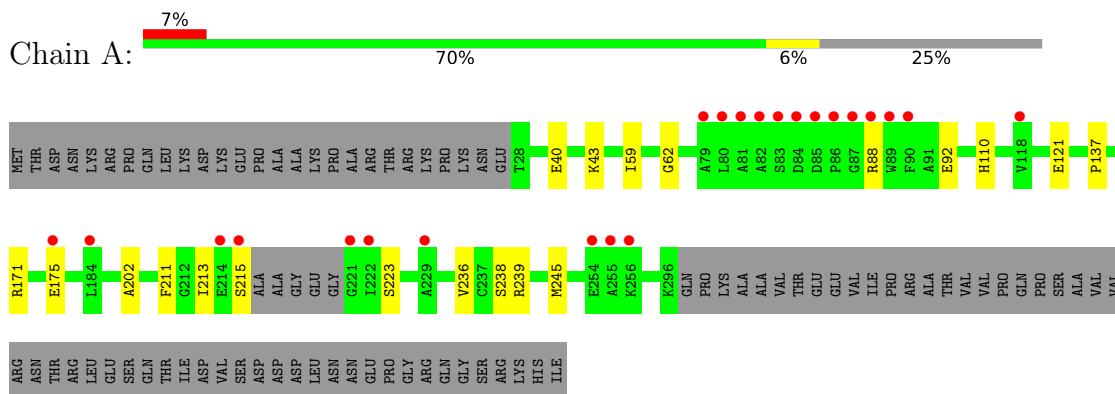 7%
Chain A:
70% 6% 25%
MET THR ASP ASN LYS ARG PRO GLN LEU LYS ASP LYS GLU PRO ALA ALA LYS PRO ALA ARG THR ARG LYS PRO LYS ASN GLU T28 E40 K43 I59 G62 A79 L80 A81 A82 S83 D84 D85 P86 G87 R88 W89 F90 A91 E92 H110 V118 E121 P137
R171 E175 L184 A202 F211 G212 I213 E214 S215 ALA ALA GLY GLU GLY G221 I222 S223 A229 V236 C237 S238 R239 M245 E254 A255 K256 K296 GLN PRO LYS ALA ALA VAL THR GLU GLU VAL ILE PRO ARG ALA THR VAL VAL PRO GLN PRO SER ALA VAL
ARG ASN THR ARG LEU GLU SER GLN THR ILE ASP VAL SER ASP ASP ASP LEU ASN ASN GLU PRO GLY ARG GLN GLY SER ARG LYS HIS ILE